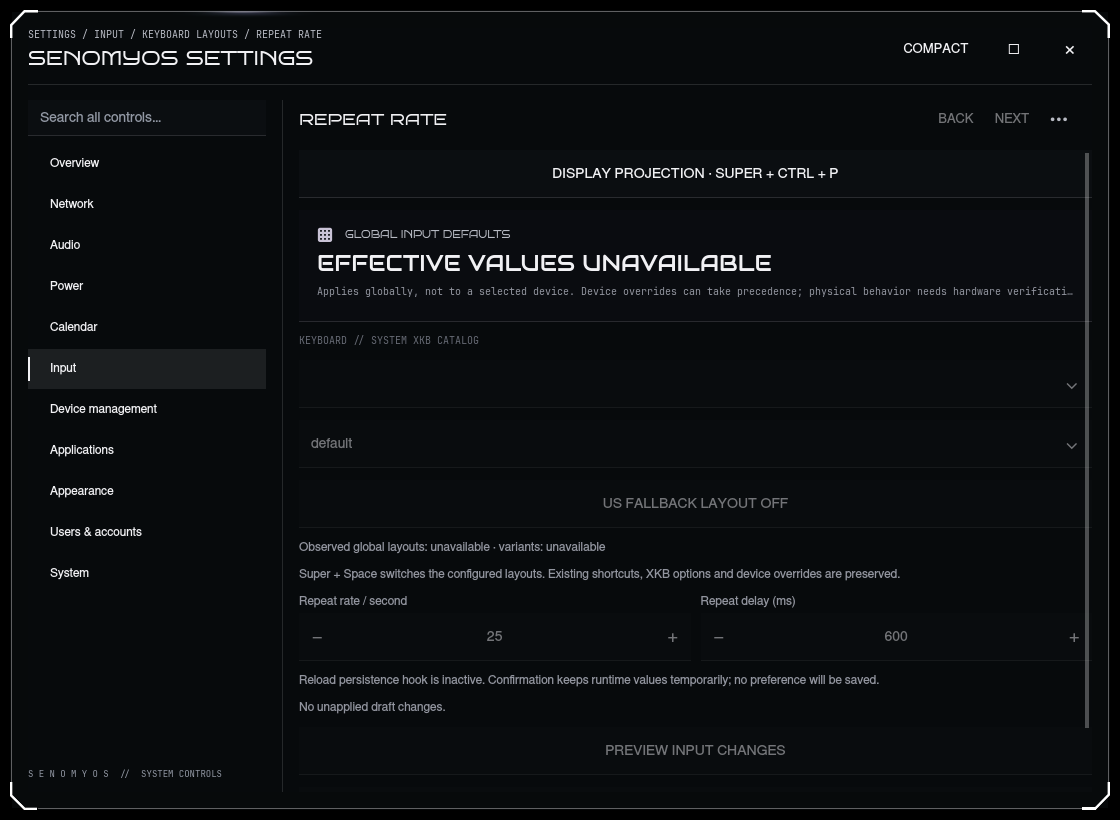 SETTINGS / INPUT / KEYBOARD LAYOUTS / REPEAT RATE
SENOMYOS SETTINGS
COMPACT
Search all controls...
Overview
Network
Audio
Power
Calendar
Input
Device management
Applications
Appearance
Users & accounts
System
SENOMYOS // SYSTEM CONTROLS
REPEAT RATE
BACK NEXT
DISPLAY PROJECTION · SUPER + CTRL + P
GLOBAL INPUT DEFAULTS
EFFECTIVE VALUES UNAVAILABLE
Applies globally, not to a selected device. Device overrides can take precedence; physical behavior needs hardware verificati…
KEYBOARD // SYSTEM XKB CATALOG
default
US FALLBACK LAYOUT OFF
Observed global layouts: unavailable · variants: unavailable
Super + Space switches the configured layouts. Existing shortcuts, XKB options and device overrides are preserved.
Repeat rate / second Repeat delay (ms)
− 25 + − 600 +
Reload persistence hook is inactive. Confirmation keeps runtime values temporarily; no preference will be saved.
No unapplied draft changes.
PREVIEW INPUT CHANGES